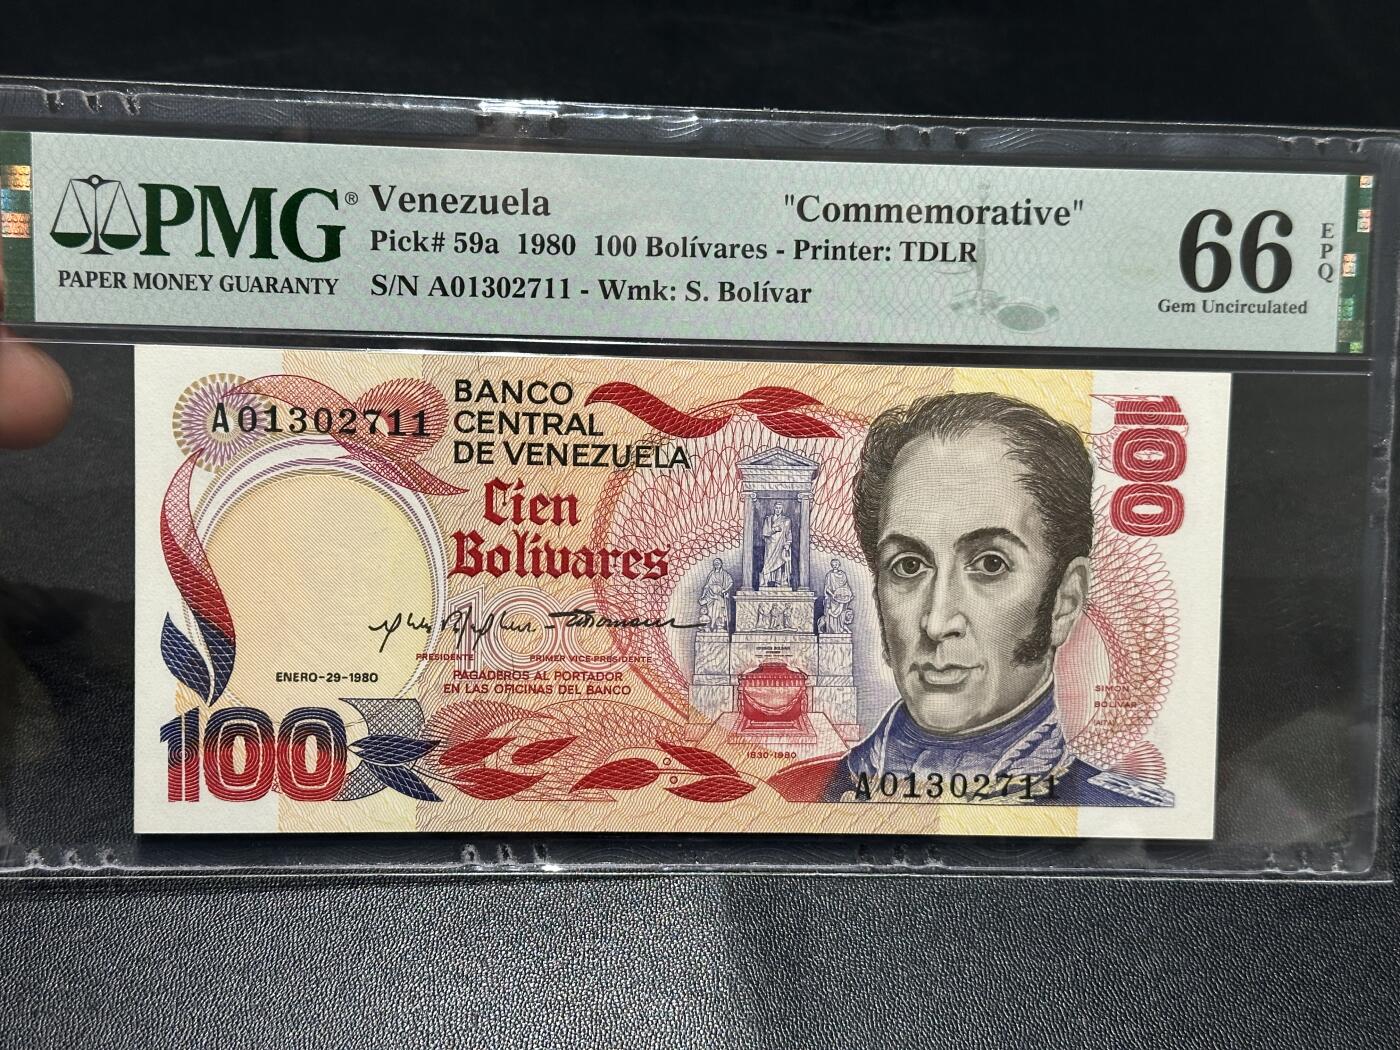 PMG®
PAPER MONEY GUARANTY
Venezuela "Commemorative"
Pick# 59a 1980 100 Bolívares - Printer: TDLR
S/N A01302711 - Wmk: S. Bolívar
66
EPQ
Gem Uncirculated
A01302711
BANCO
CENTRAL
DE VENEZUELA
Cien
Bolívares
100
100
PRESIDENTE PRIMER VICE-PRESIDENTE
PAGADEROS AL PORTADOR
EN LAS OFICINAS DEL BANCO
ENERO-29-1980
100
1830-1980
SIMON
BOLIVAR
A01302711